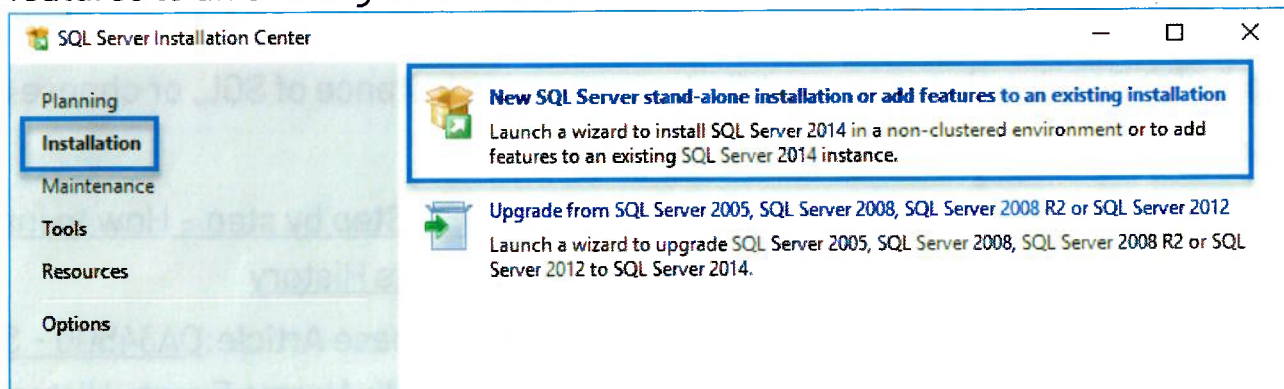 SQL Server Installation Center
Planning
Installation
Maintenance
Tools
Resources
Options
New SQL Server stand-alone installation or add features to an existing installation
Launch a wizard to install SQL Server 2014 in a non-clustered environment or to add
features to an existing SQL Server 2014 instance.
Upgrade from SQL Server 2005, SQL Server 2008, SQL Server 2008 R2 or SQL Server 2012
Launch a wizard to upgrade SQL Server 2005, SQL Server 2008, SQL Server 2008 R2 or SQL
Server 2012 to SQL Server 2014.